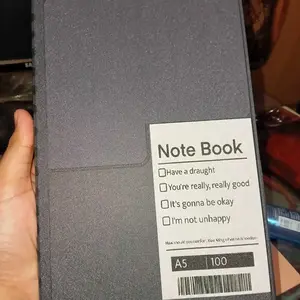 Note Book
Have a draught
You're really, really good
It's gonna be okay
I'm not unhappy
A5 100